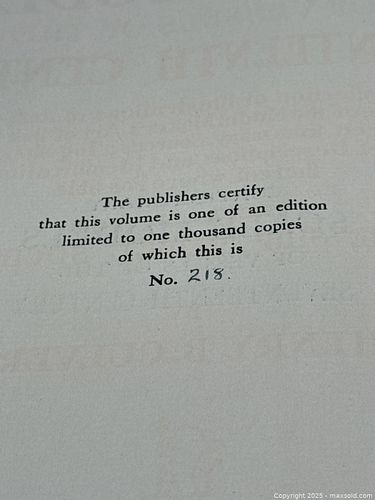 The publishers certify
that this volume is one of an edition
limited to one thousand copies
of which this is
No. 218.
Copyright 2025 - maxsold.com